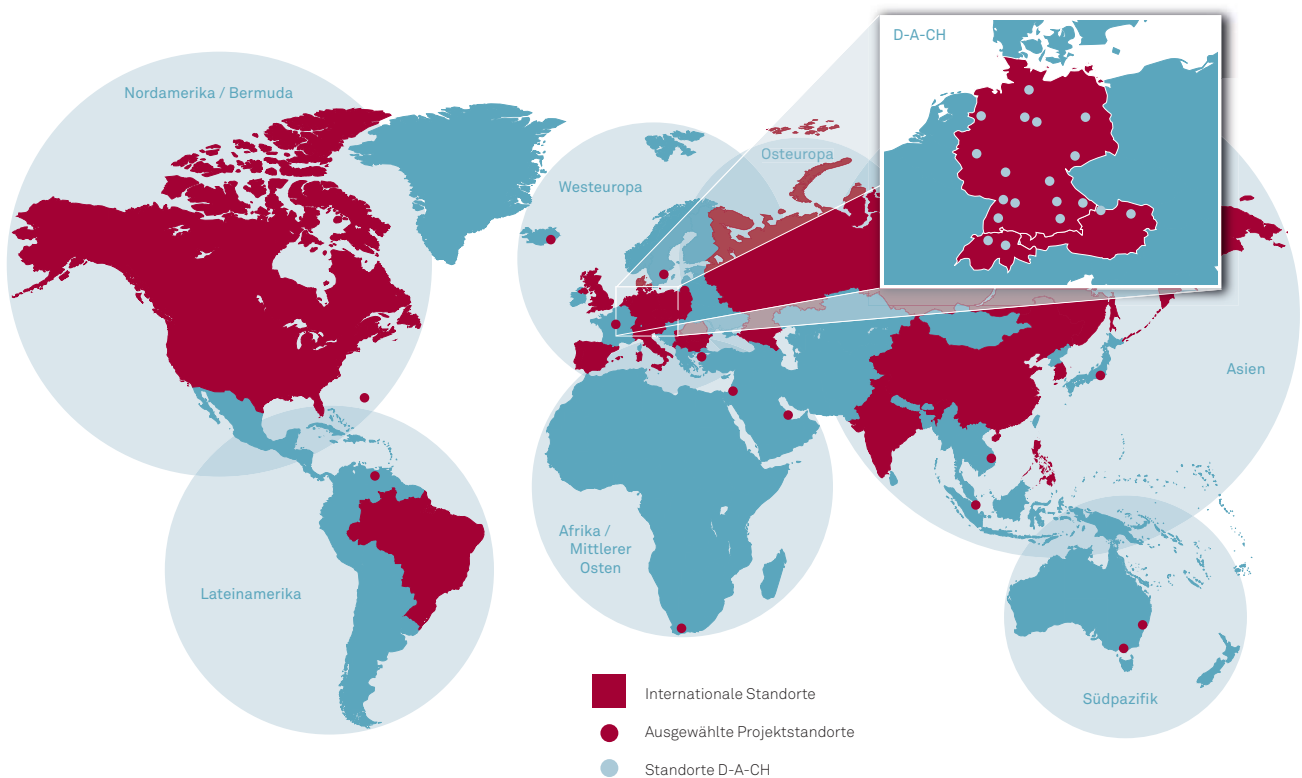 D-A-CH
Nordamerika / Bermuda
Osteuropa
Westeuropa
Asien
Afrika /
Mittlerer
Osten
Lateinamerika
Südpazifik
Internationale Standorte
Ausgewählte Projektstandorte
Standorte D-A-CH